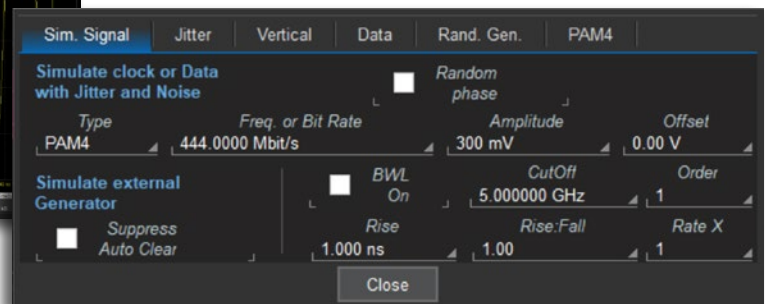 Sim. Signal Jitter Vertical Data Rand. Gen. PAM4
Simulate clock or Data
with Jitter and Noise
Random
phase
Type Freq. or Bit Rate Amplitude Offset
PAM4 444.0000 Mbit/s 300 mV 0.00 V
Simulate external
Generator
BWL
On
CutOff Order
5.000000 GHz 1
Suppress
Auto Clear
Rise Rise:Fall Rate X
1.000 ns 1.00 1
Close